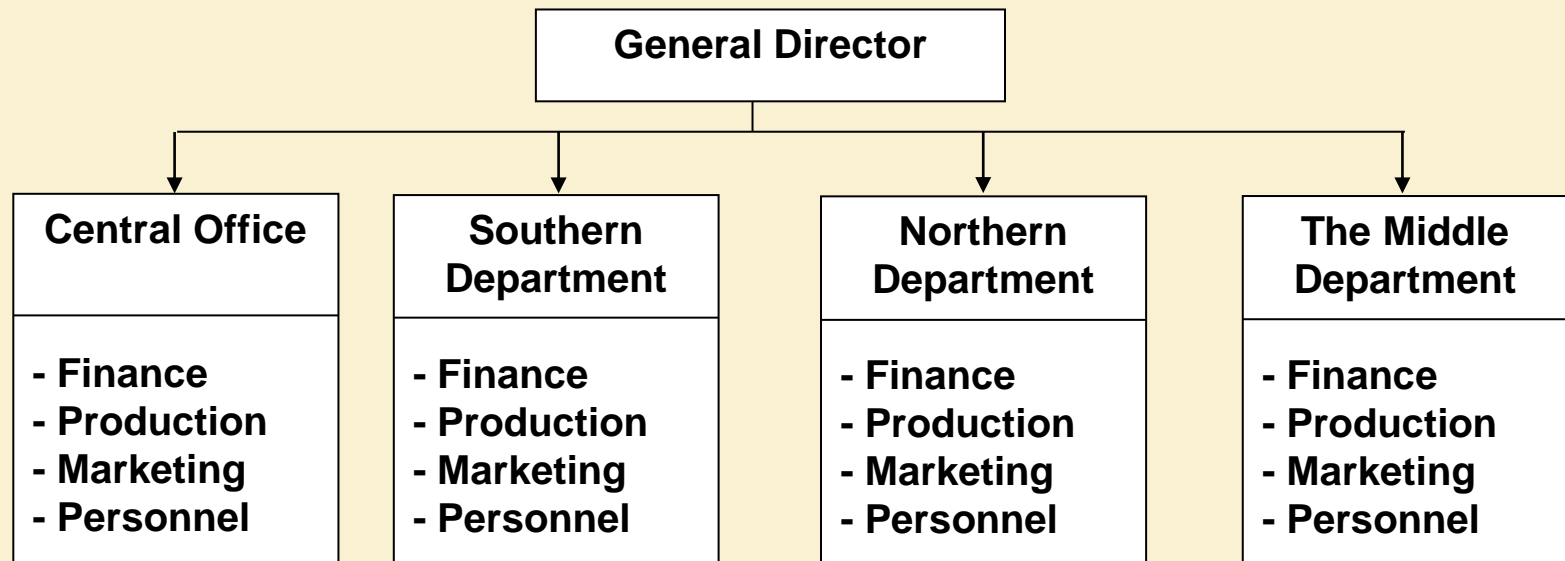 General Director
Central Office
- Finance
- Production
- Marketing
- Personnel
Southern
Department
- Finance
- Production
- Marketing
- Personnel
Northern
Department
- Finance
- Production
- Marketing
- Personnel
The Middle
Department
- Finance
- Production
- Marketing
- Personnel